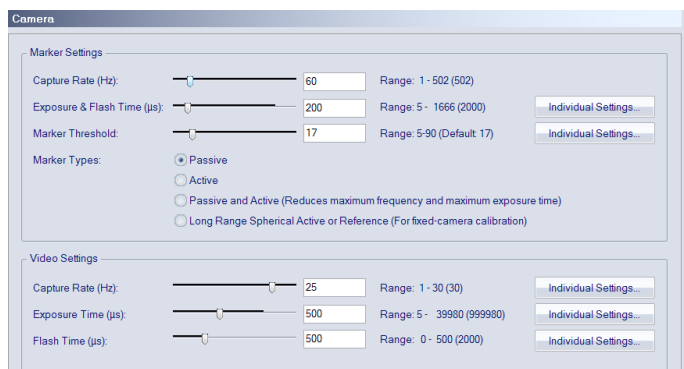 Camera
Marker Settings
Capture Rate (Hz): 60 Range: 1 - 502 (502)
Exposure & Flash Time (µs): 200 Range: 5 - 1666 (2000) Individual Settings...
Marker Threshold: 17 Range: 5-90 (Default: 17) Individual Settings...
Marker Types: Passive
Active
Passive and Active (Reduces maximum frequency and maximum exposure time)
Long Range Spherical Active or Reference (For fixed-camera calibration)
Video Settings
Capture Rate (Hz): 25 Range: 1 - 30 (30) Individual Settings...
Exposure Time (µs): 500 Range: 5 - 39980 (999980) Individual Settings...
Flash Time (µs): 500 Range: 0 - 500 (2000) Individual Settings...